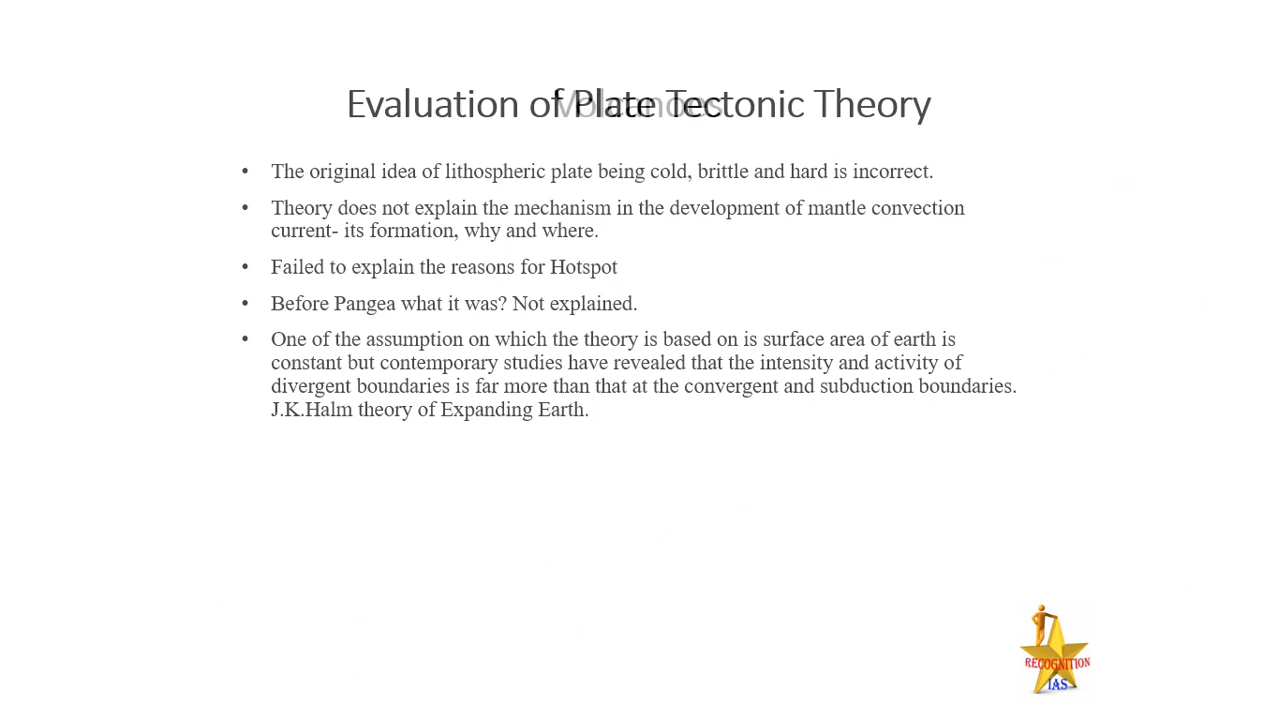 Evaluation of Plate Tectonic Theory
Volcanoes
• The original idea of lithospheric plate being cold, brittle and hard is incorrect.
• Theory does not explain the mechanism in the development of mantle convection
current- its formation, why and where.
• Failed to explain the reasons for Hotspot
• Before Pangea what it was? Not explained.
• One of the assumption on which the theory is based on is surface area of earth is
constant but contemporary studies have revealed that the intensity and activity of
divergent boundaries is far more than that at the convergent and subduction boundaries.
J.K.Halm theory of Expanding Earth.
RECOGNITION
IAS